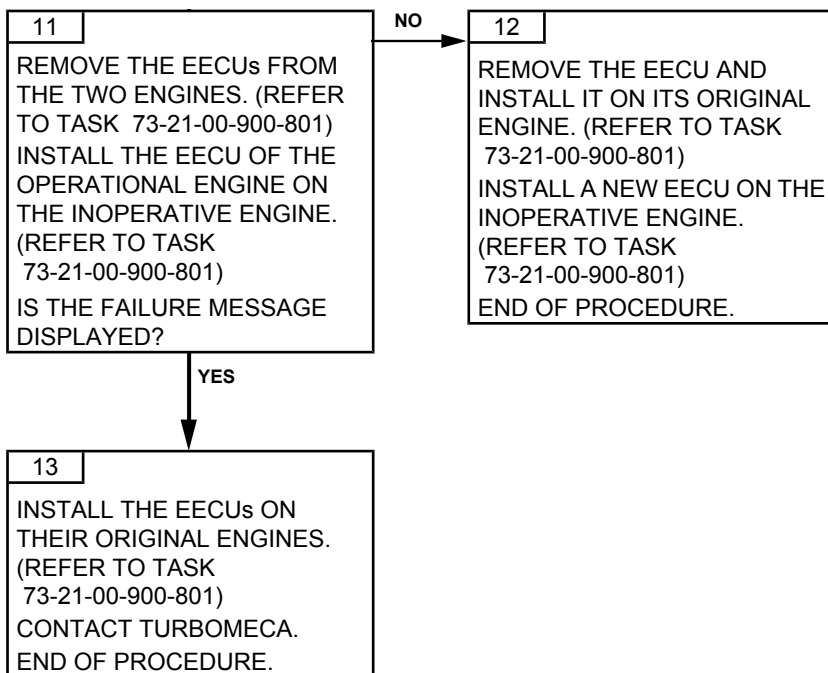 11
REMOVE THE EECUs FROM
THE TWO ENGINES. (REFER
TO TASK 73-21-00-900-801)
INSTALL THE EECU OF THE
OPERATIONAL ENGINE ON
THE INOPERATIVE ENGINE.
(REFER TO TASK
73-21-00-900-801)
IS THE FAILURE MESSAGE
DISPLAYED?
NO
12
REMOVE THE EECU AND
INSTALL IT ON ITS ORIGINAL
ENGINE. (REFER TO TASK
73-21-00-900-801)
INSTALL A NEW EECU ON THE
INOPERATIVE ENGINE.
(REFER TO TASK
73-21-00-900-801)
END OF PROCEDURE.
YES
13
INSTALL THE EECUs ON
THEIR ORIGINAL ENGINES.
(REFER TO TASK
73-21-00-900-801)
CONTACT TURBOMECA.
END OF PROCEDURE.